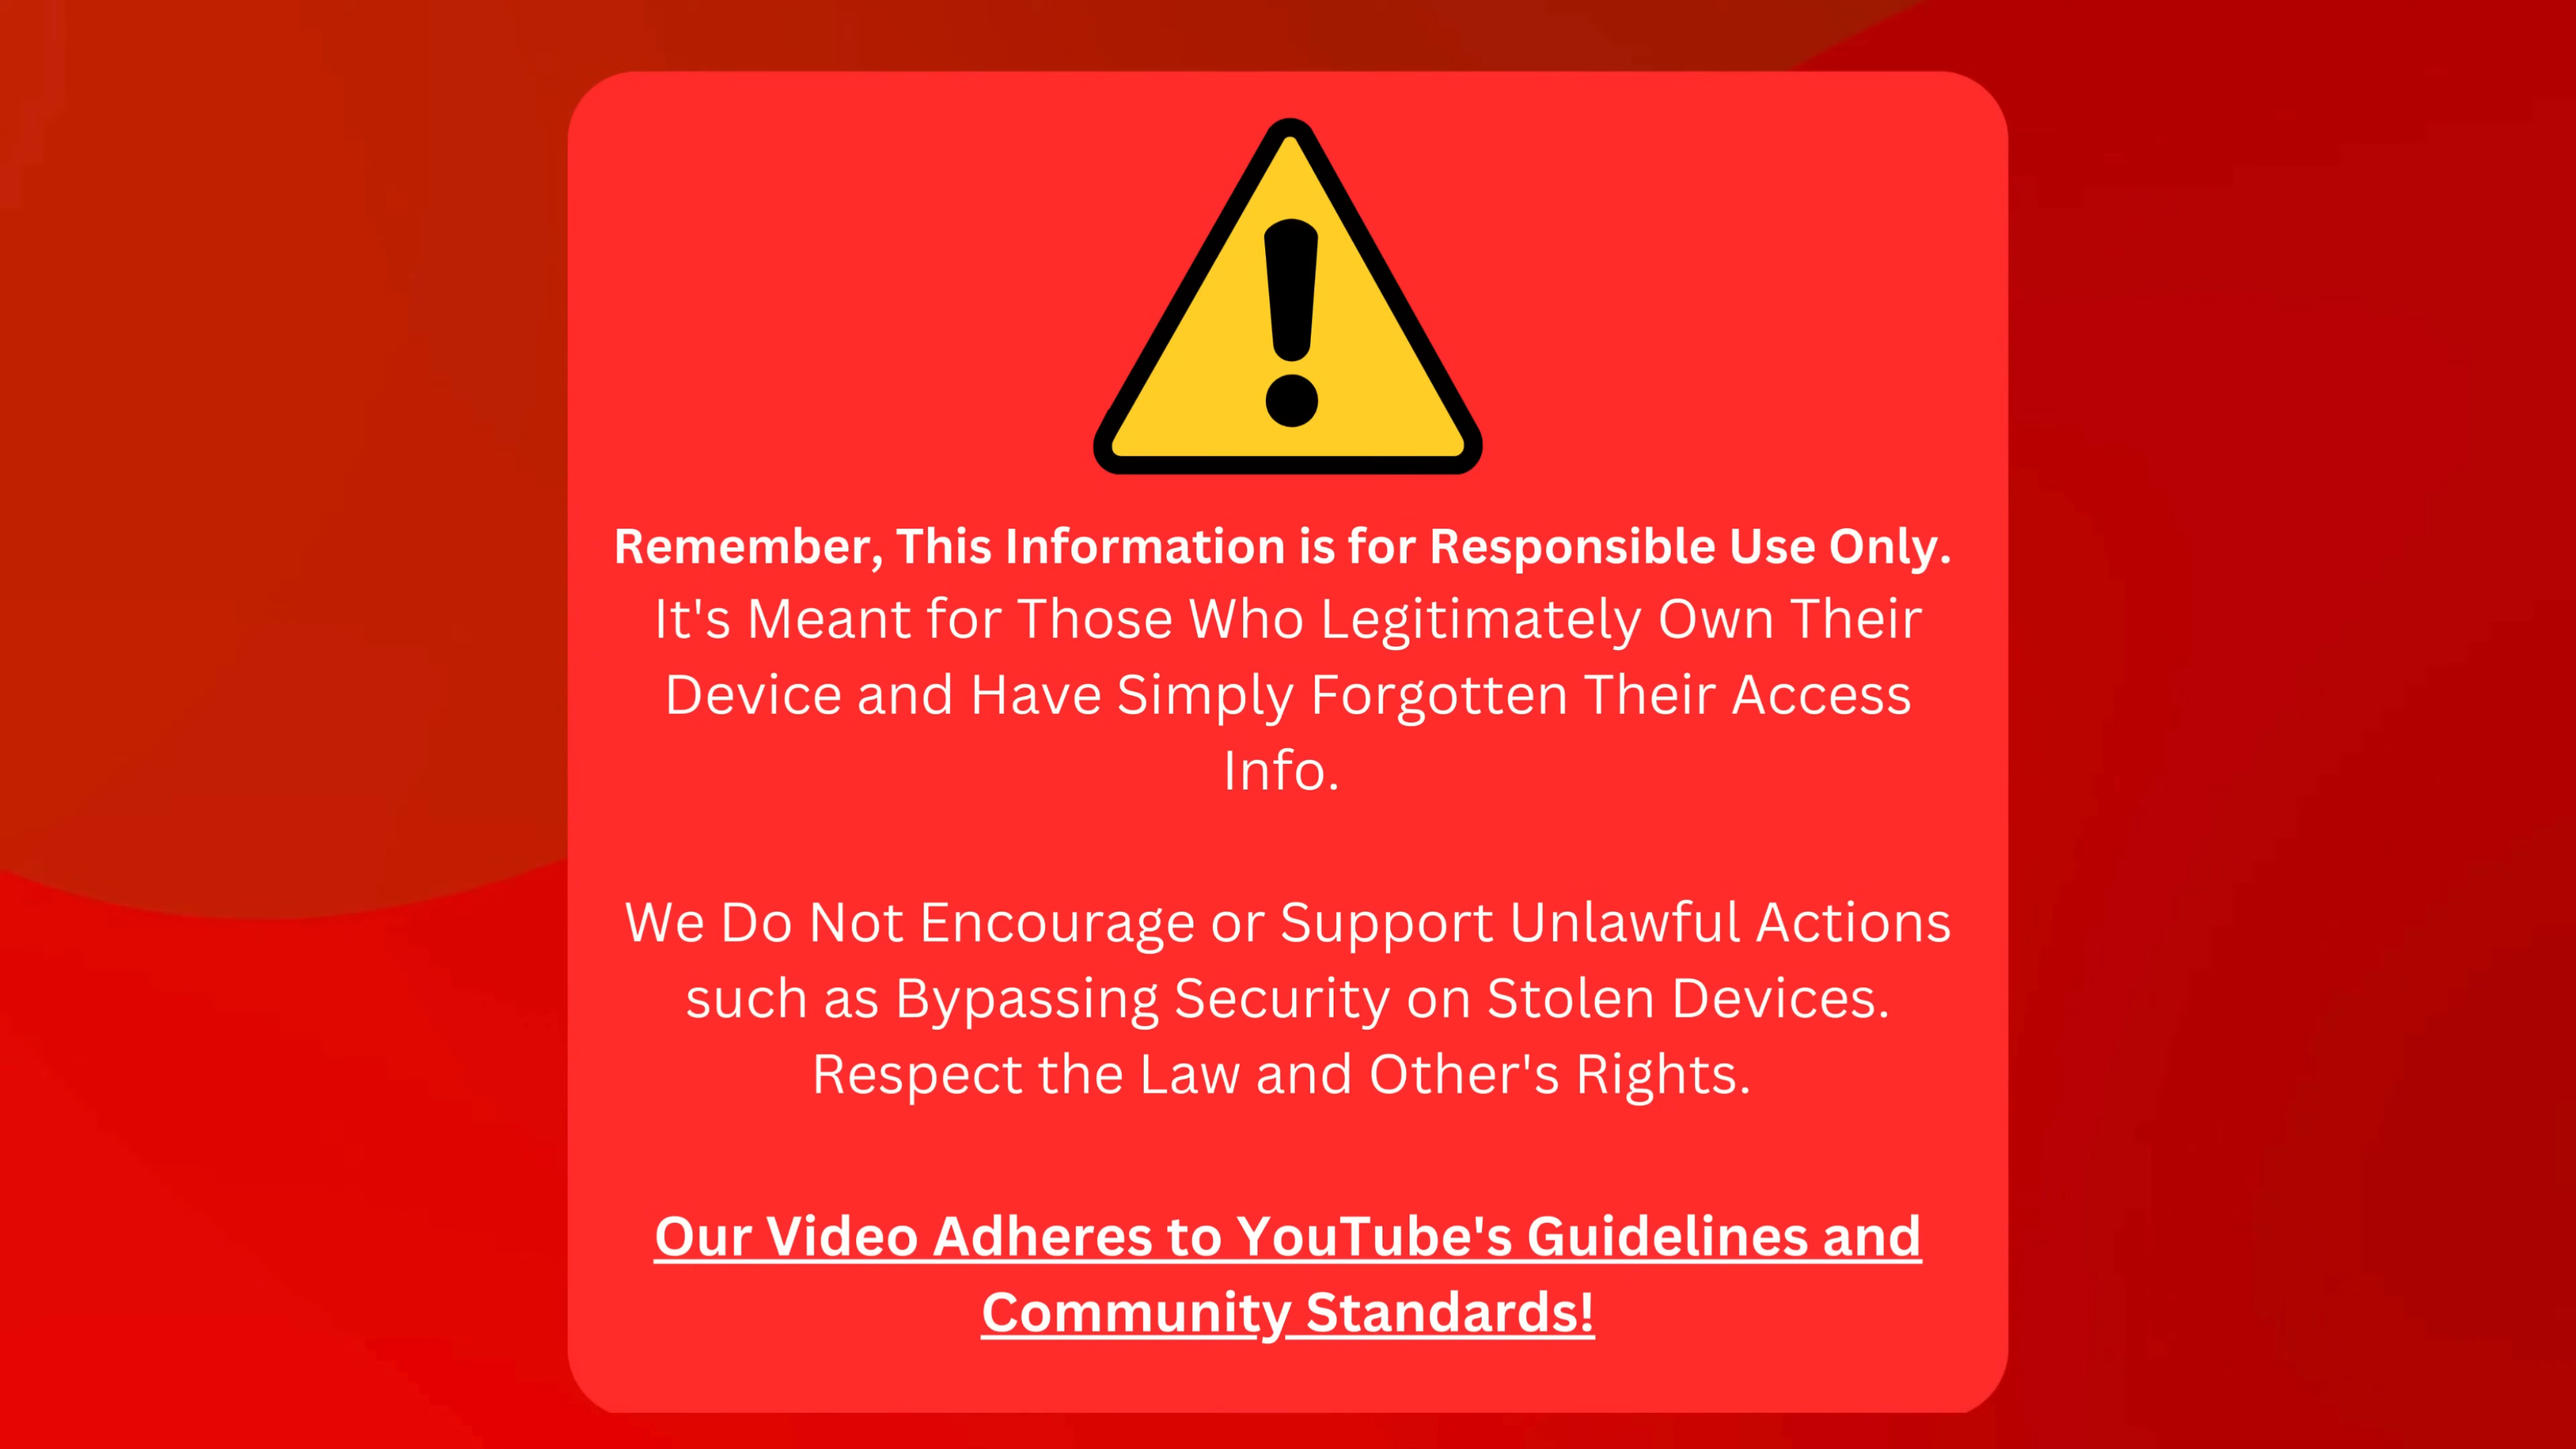 Remember, This Information is for Responsible Use Only.
It's Meant for Those Who Legitimately Own Their
Device and Have Simply Forgotten Their Access
Info.
We Do Not Encourage or Support Unlawful Actions
such as Bypassing Security on Stolen Devices.
Respect the Law and Other's Rights.
Our Video Adheres to YouTube's Guidelines and
Community Standards!